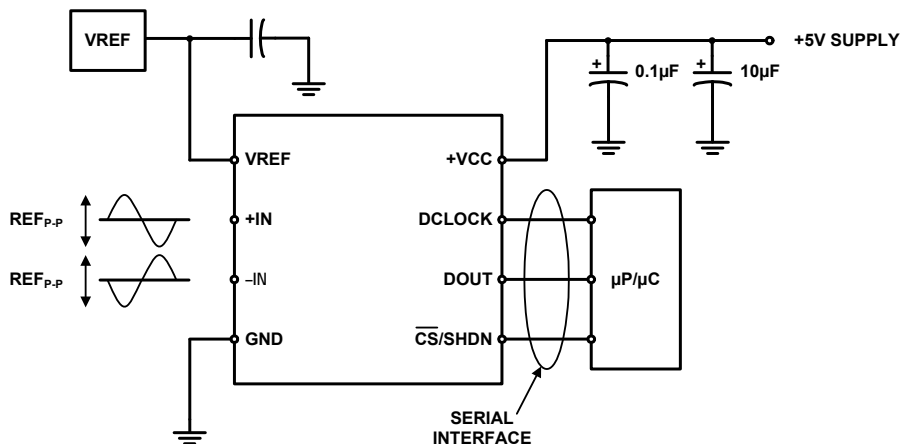 VREF
+5V SUPPLY
+
0.1µF
+
10µF
VREF
+VCC
REFP-P
+IN
DCLOCK
REFP-P
–IN
DOUT
µP/µC
GND
CS/SHDN
SERIAL
INTERFACE